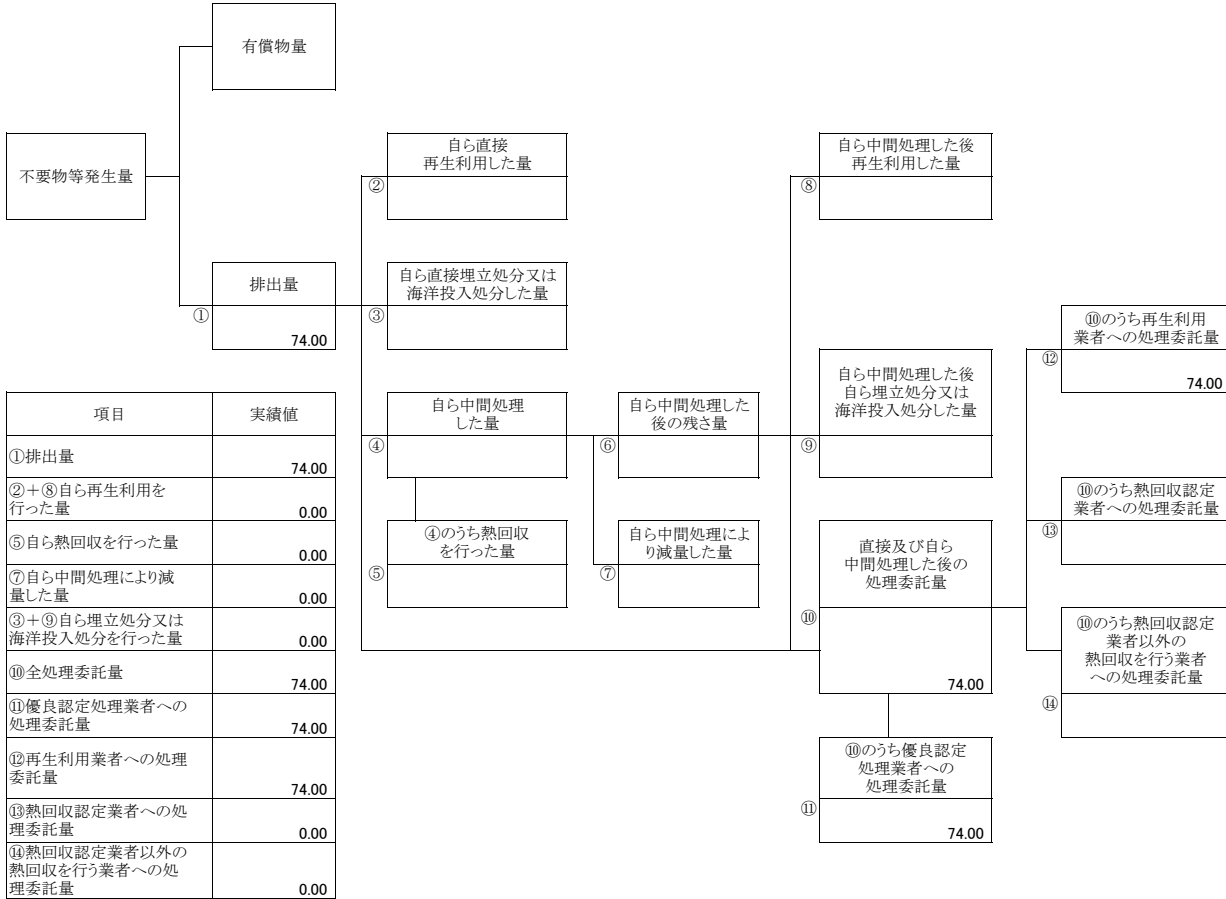 有償物量
不要物等発生量
自ら直接
再生利用した量
②
自ら中間処理した後
再生利用した量
⑧
排出量
①
74.00
自ら直接埋立処分又は
海洋投入処分した量
③
⑩のうち再生利用
業者への処理委託量
⑫
74.00
自ら中間処理
した量
④
自ら中間処理した
後の残さ量
⑥
自ら中間処理した後
自ら埋立処分又は
海洋投入処分した量
⑨
⑩のうち熱回収認定
業者への処理委託量
⑬
④のうち熱回収
を行った量
⑤
自ら中間処理によ
り減量した量
⑦
直接及び自ら
中間処理した後の
処理委託量
⑩
74.00
⑩のうち熱回収認定
業者以外の
熱回収を行う業者
への処理委託量
⑭
⑩のうち優良認定
処理業者への
処理委託量
⑪
74.00
項目 実績値
①排出量 74.00
②+⑧自ら再生利用を
行った量 0.00
⑤自ら熱回収を行った量 0.00
⑦自ら中間処理により減
量した量 0.00
③+⑨自ら埋立処分又は
海洋投入処分を行った量 0.00
⑩全処理委託量 74.00
⑪優良認定処理業者への
処理委託量 74.00
⑫再生利用業者への処理
委託量 74.00
⑬熱回収認定業者への処
理委託量 0.00
⑭熱回収認定業者以外の
熱回収を行う業者への処
理委託量 0.00